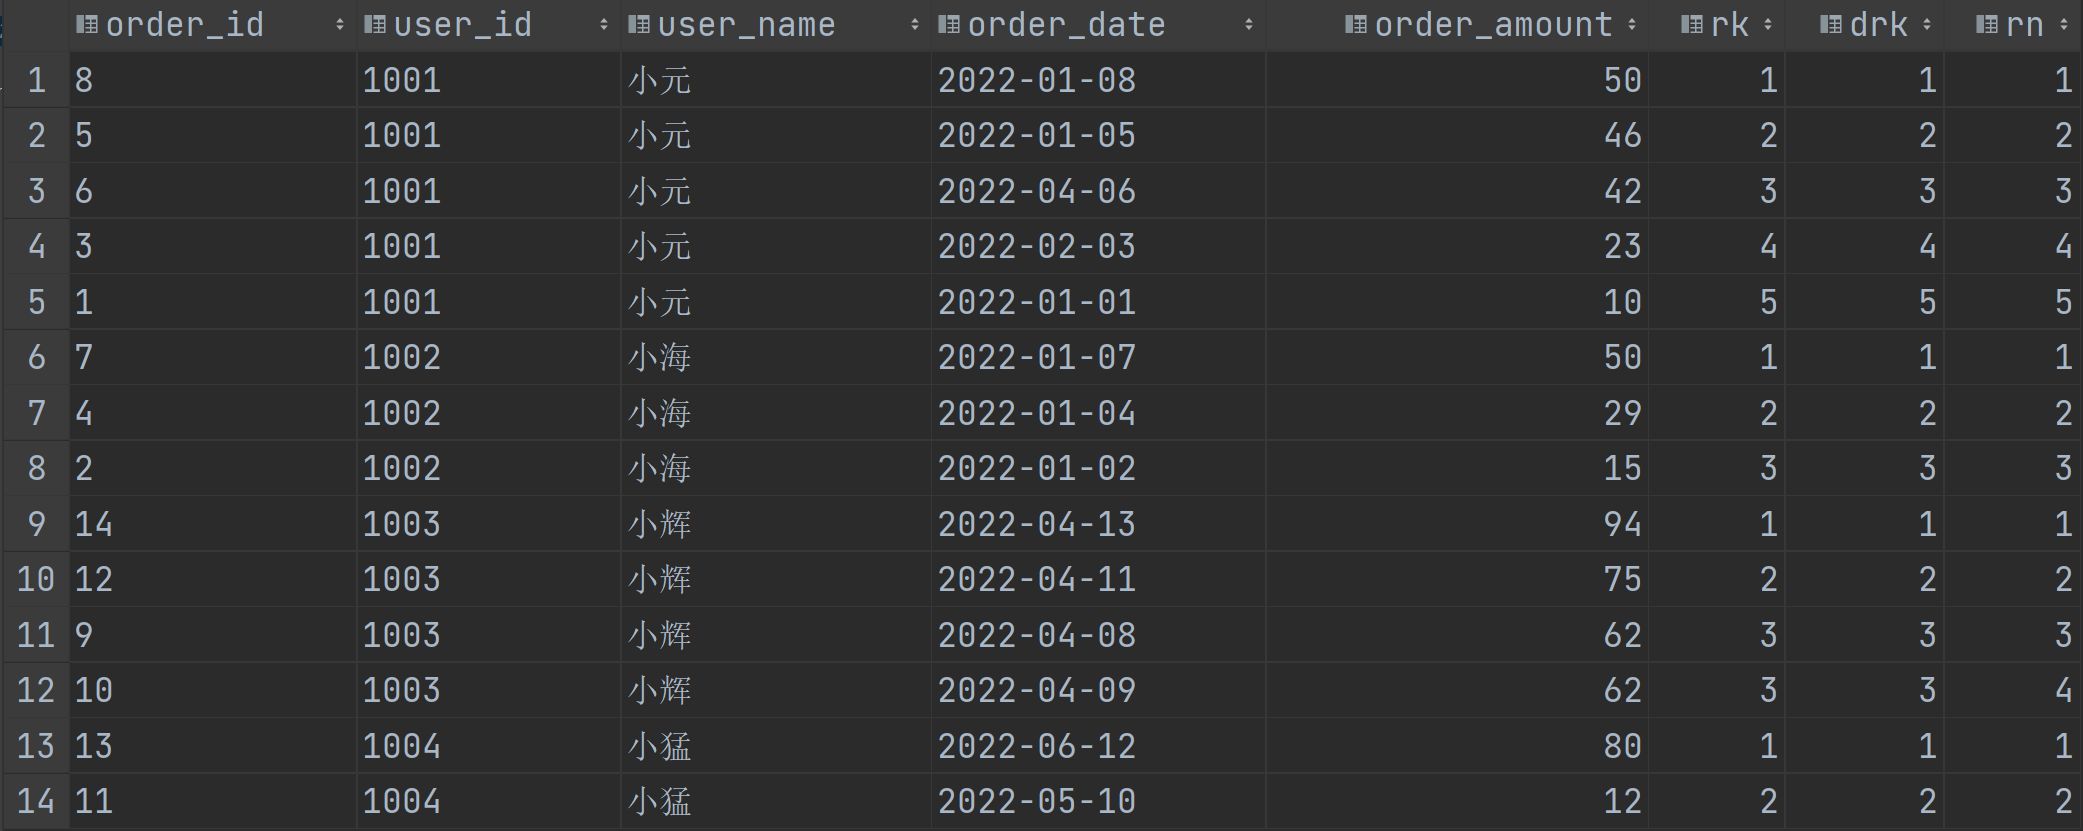 order_id user_id user_name order_date order_amount rk drk rn
1 8 1001 小元 2022-01-08 50 1 1 1
2 5 1001 小元 2022-01-05 46 2 2 2
3 6 1001 小元 2022-04-06 42 3 3 3
4 3 1001 小元 2022-02-03 23 4 4 4
5 1 1001 小元 2022-01-01 10 5 5 5
6 7 1002 小海 2022-01-07 50 1 1 1
7 4 1002 小海 2022-01-04 29 2 2 2
8 2 1002 小海 2022-01-02 15 3 3 3
9 14 1003 小辉 2022-04-13 94 1 1 1
10 12 1003 小辉 2022-04-11 75 2 2 2
11 9 1003 小辉 2022-04-08 62 3 3 3
12 10 1003 小辉 2022-04-09 62 3 3 4
13 13 1004 小猛 2022-06-12 80 1 1 1
14 11 1004 小猛 2022-05-10 12 2 2 2